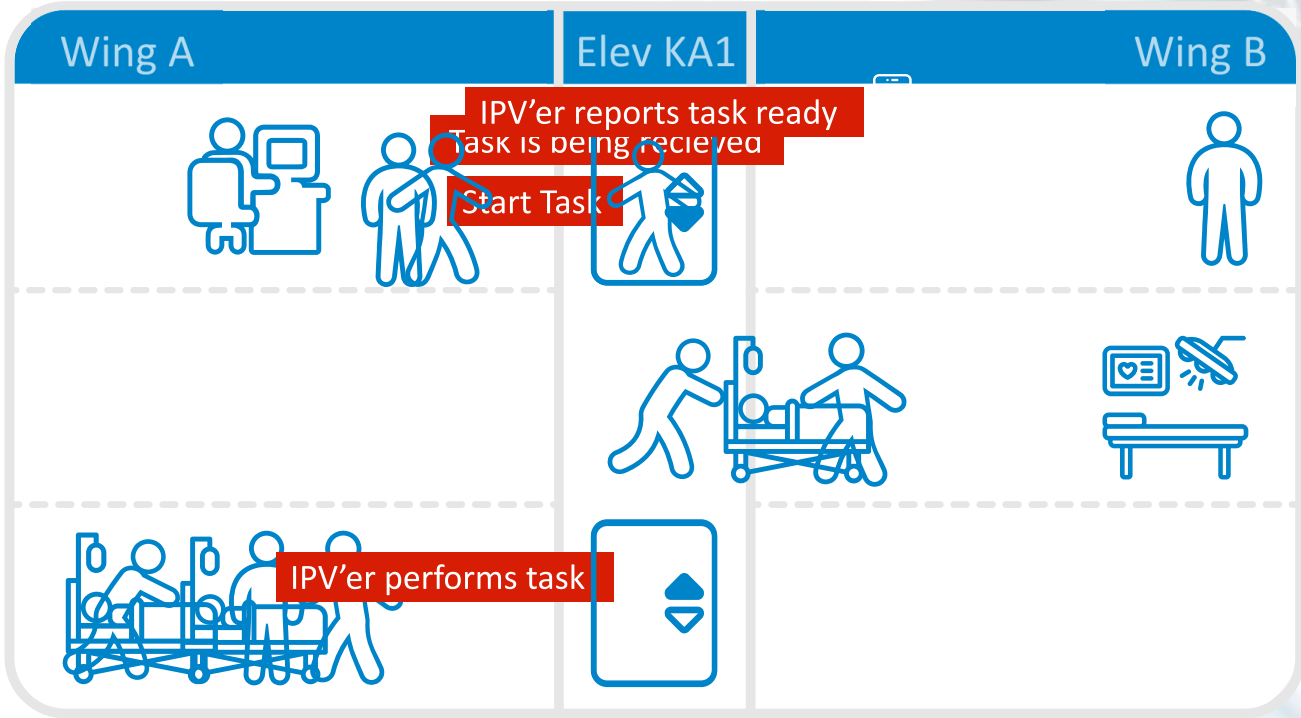 Wing A
Elev KA1
Wing B
IPV’er reports task ready
Task is being recieved
Start Task
IPV’er performs task